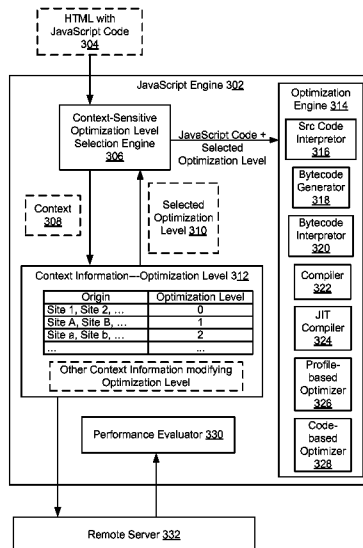 HTML with
JavaScript Code
304
JavaScript Engine 302
Context-Sensitive
Optimization Level
Selection Engine
306
JavaScript Code +
Selected
Optimization Level
Context
308
Selected
Optimization
Level 310
Context Information---Optimization Level 312
Origin Optimization Level
Site 1, Site 2, ... 0
Site A, Site B, ... 1
Site a, Site b, ... 2
... ...
Other Context Information modifying
Optimization Level
Performance Evaluator 330
Remote Server 332
Optimization
Engine 314
Src Code
Interpretor
316
Bytecode
Generator
318
Bytecode
Interpretor
320
Compiler
322
JIT
Compiler
324
Profile-
based
Optimizer
326
Code-
based
Optimizer
328